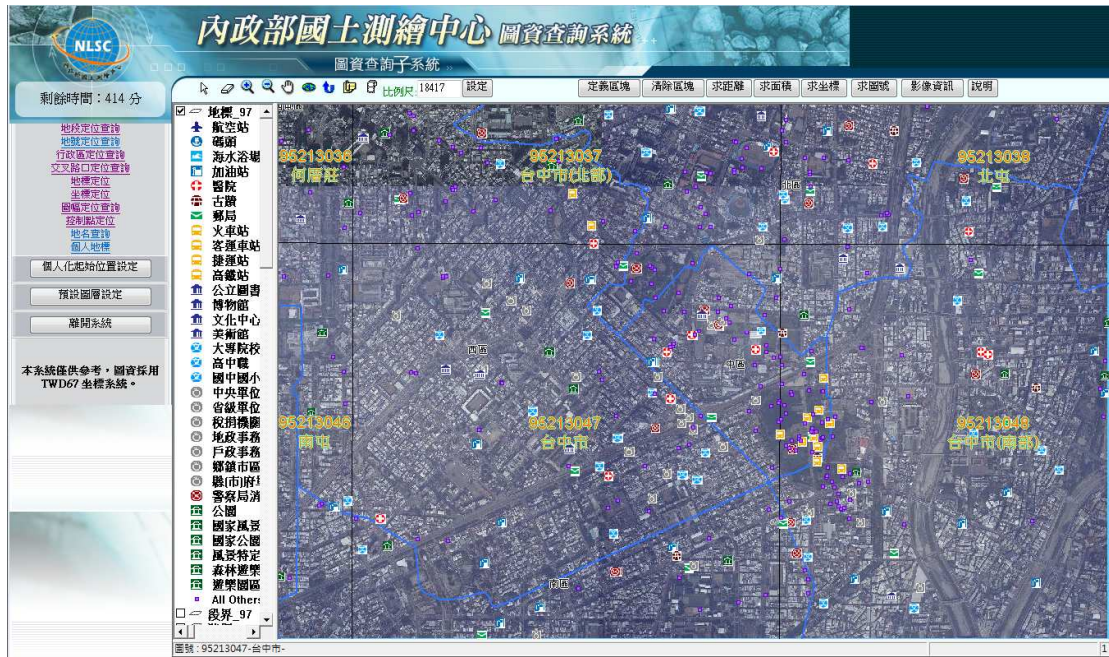 NLSC
內政部國土測繪中心 圖資查詢系統
圖資查詢子系統
剩餘時間：414 分
比例尺: 18417 設定
定義區塊 清除區塊 求距離 求面積 求坐標 求圖號 影像資訊 說明
地段定位查詢
地號定位查詢
行政區定位查詢
交叉路口定位查詢
地標定位
坐標定位
圖幅定位查詢
控制點定位
地名查詢
個人地標
個人化起始位置設定
預設圖層設定
離開系統
本系統僅供參考，圖資採用
TWD67 坐標系統。
地標_97
航空站
碼頭
海水浴場
加油站
醫院
古蹟
郵局
火車站
客運車站
捷運站
高鐵站
公立圖書
博物館
文化中心
美術館
大專院校
高中職
國中國小
中央單位
省級單位
稅捐機關
地政事務
戶政事務
鄉鎮市區
縣(市)府
警察局消
公園
國家風景
國家公園
風景特定
森林遊樂
遊樂園區
All Others
段界_97
95213036
何厝莊
95213037
台中市(北部)
95213038
北屯
北區
西區
中區
95213046
南屯
95213047
台中市
95213048
台中市(南部)
南區
圖號：95213047-台中市-
1